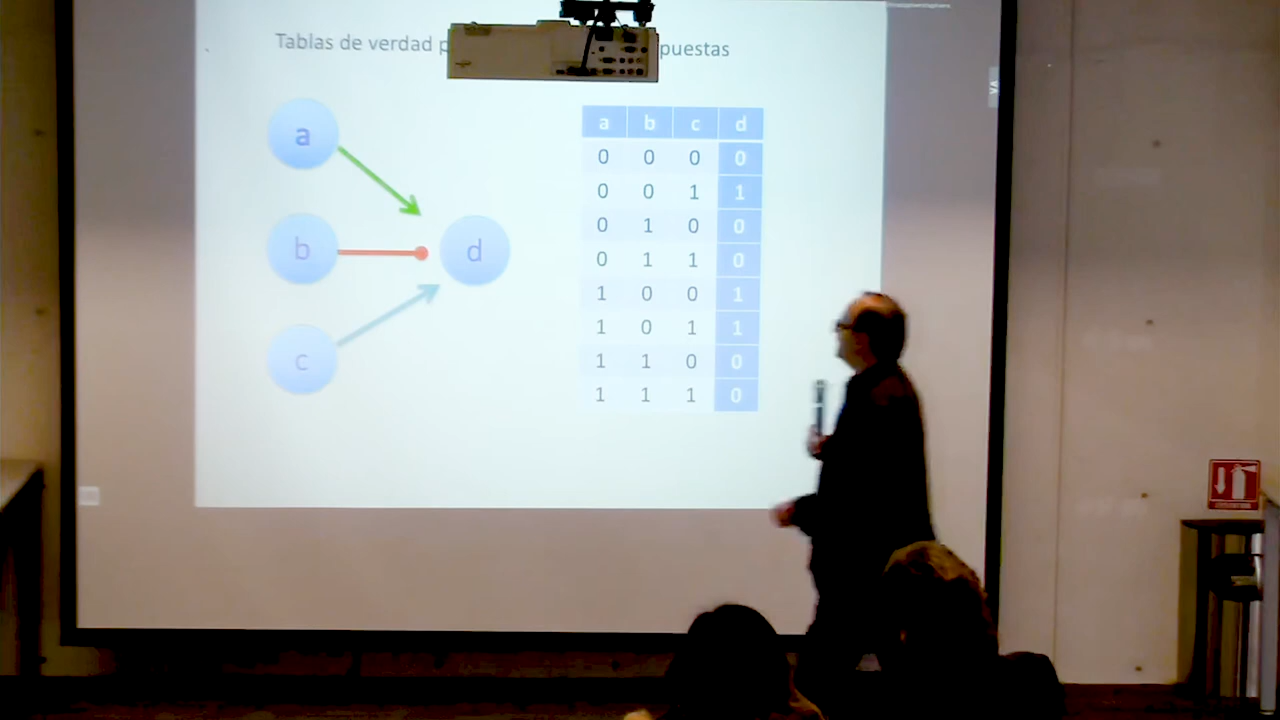 Tablas de verdad p puestas
a
b
c
d
a b c d
0 0 0 0
0 0 1 1
0 1 0 0
0 1 1 0
1 0 0 1
1 0 1 1
1 1 0 0
1 1 1 0